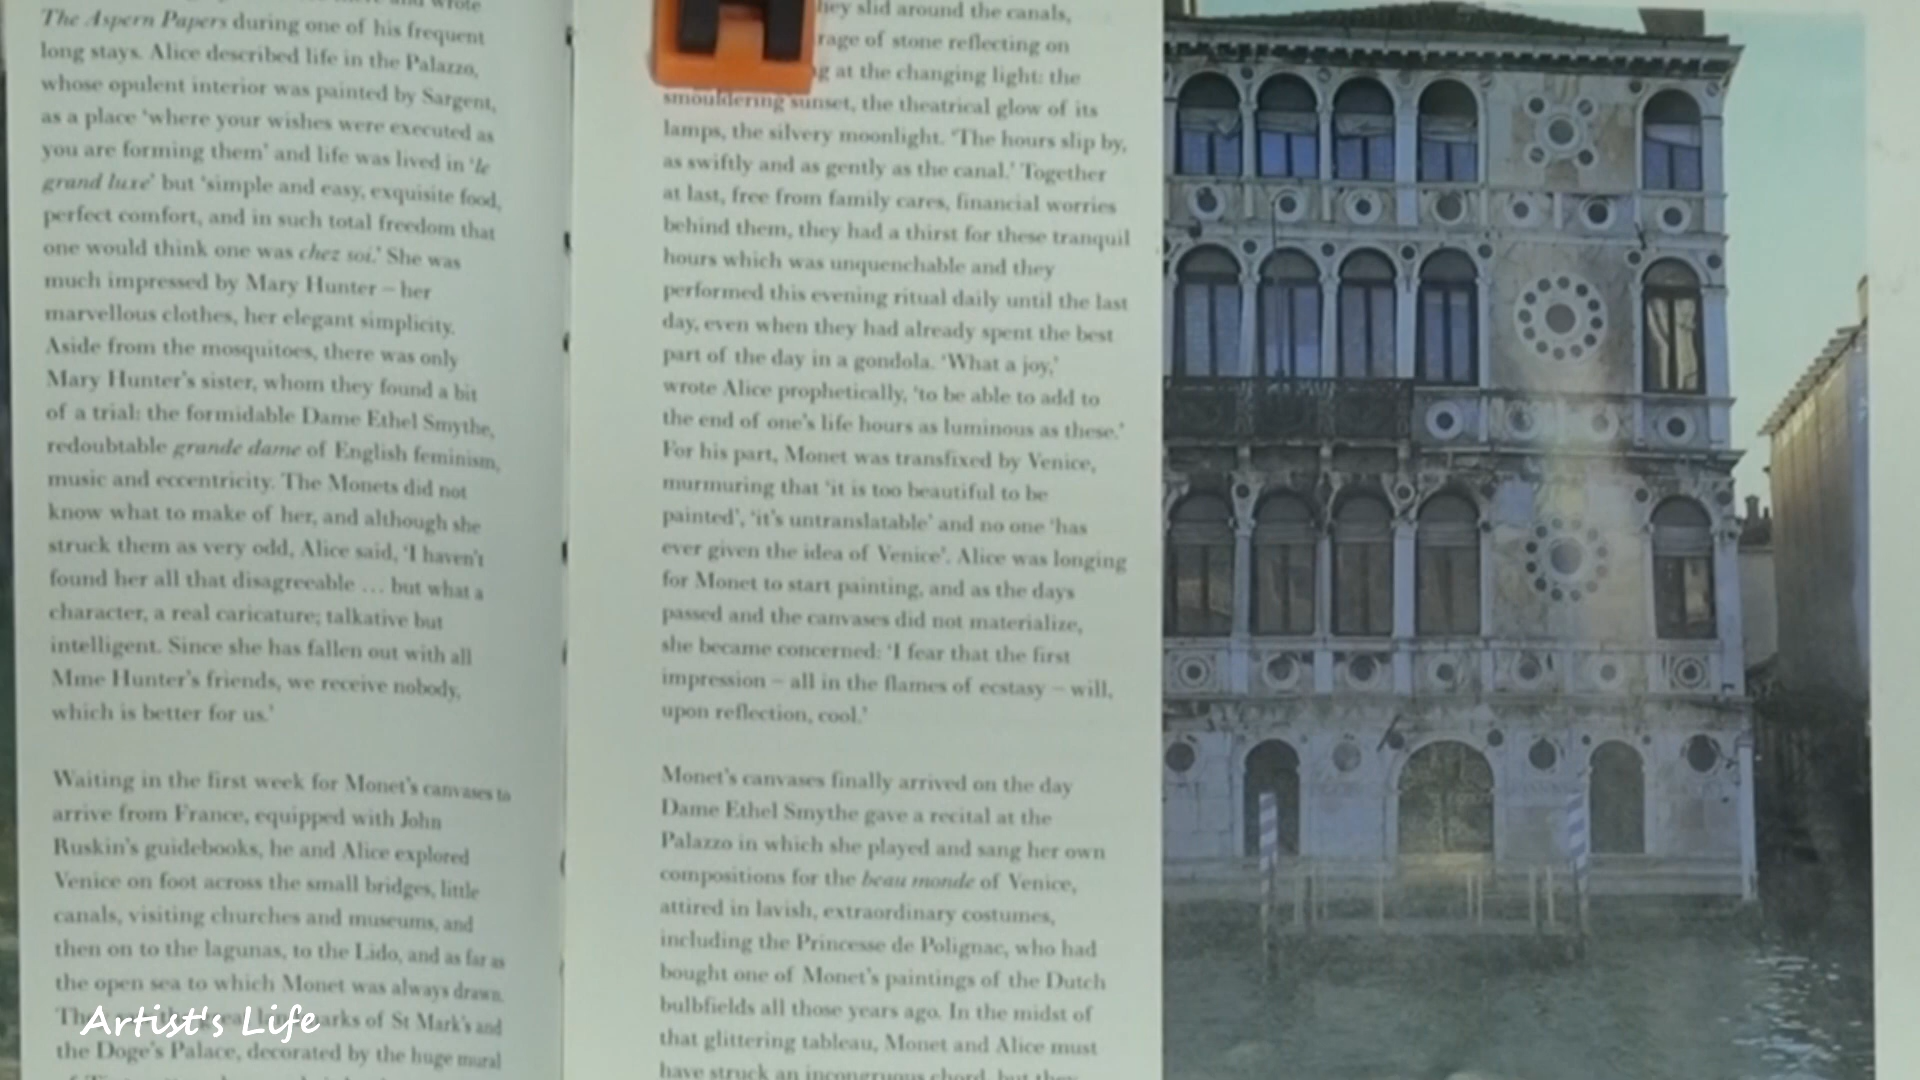 wrote
The Aspern Papers during one of his frequent
long stays. Alice described life in the Palazzo,
whose opulent interior was painted by Sargent,
as a place ‘where your wishes were executed as
you are forming them’ and life was lived in ‘le
grand luxe’ but ‘simple and easy, exquisite food,
perfect comfort, and in such total freedom that
one would think one was chez soi.’ She was
much impressed by Mary Hunter – her
marvellous clothes, her elegant simplicity.
Aside from the mosquitoes, there was only
Mary Hunter’s sister, whom they found a bit
of a trial: the formidable Dame Ethel Smythe,
redoubtable grande dame of English feminism,
music and eccentricity. The Monets did not
know what to make of her, and although she
struck them as very odd, Alice said, ‘I haven’t
found her all that disagreeable … but what a
character, a real caricature; talkative but
intelligent. Since she has fallen out with all
Mme Hunter’s friends, we receive nobody,
which is better for us.’
Waiting in the first week for Monet’s canvases to
arrive from France, equipped with John
Ruskin’s guidebooks, he and Alice explored
Venice on foot across the small bridges, little
canals, visiting churches and museums, and
then on to the lagunas, to the Lido, and as far as
the open sea to which Monet was always drawn.
of St Mark’s and
the Doge’s Palace, decorated by the huge mural
they slid around the canals,
of stone reflecting on
at the changing light: the
smouldering sunset, the theatrical glow of its
lamps, the silvery moonlight. ‘The hours slip by,
as swiftly and as gently as the canal.’ Together
at last, free from family cares, financial worries
behind them, they had a thirst for these tranquil
hours which was unquenchable and they
performed this evening ritual daily until the last
day, even when they had already spent the best
part of the day in a gondola. ‘What a joy,’
wrote Alice prophetically, ‘to be able to add to
the end of one’s life hours as luminous as these.’
For his part, Monet was transfixed by Venice,
murmuring that ‘it is too beautiful to be
painted’, ‘it’s untranslatable’ and no one ‘has
ever given the idea of Venice’. Alice was longing
for Monet to start painting, and as the days
passed and the canvases did not materialize,
she became concerned: ‘I fear that the first
impression – all in the flames of ecstasy – will,
upon reflection, cool.’
Monet’s canvases finally arrived on the day
Dame Ethel Smythe gave a recital at the
Palazzo in which she played and sang her own
compositions for the beau monde of Venice,
attired in lavish, extraordinary costumes,
including the Princesse de Polignac, who had
bought one of Monet’s paintings of the Dutch
bulbfields all those years ago. In the midst of
that glittering tableau, Monet and Alice must
have struck an incongruous chord, but they
Artist's Life